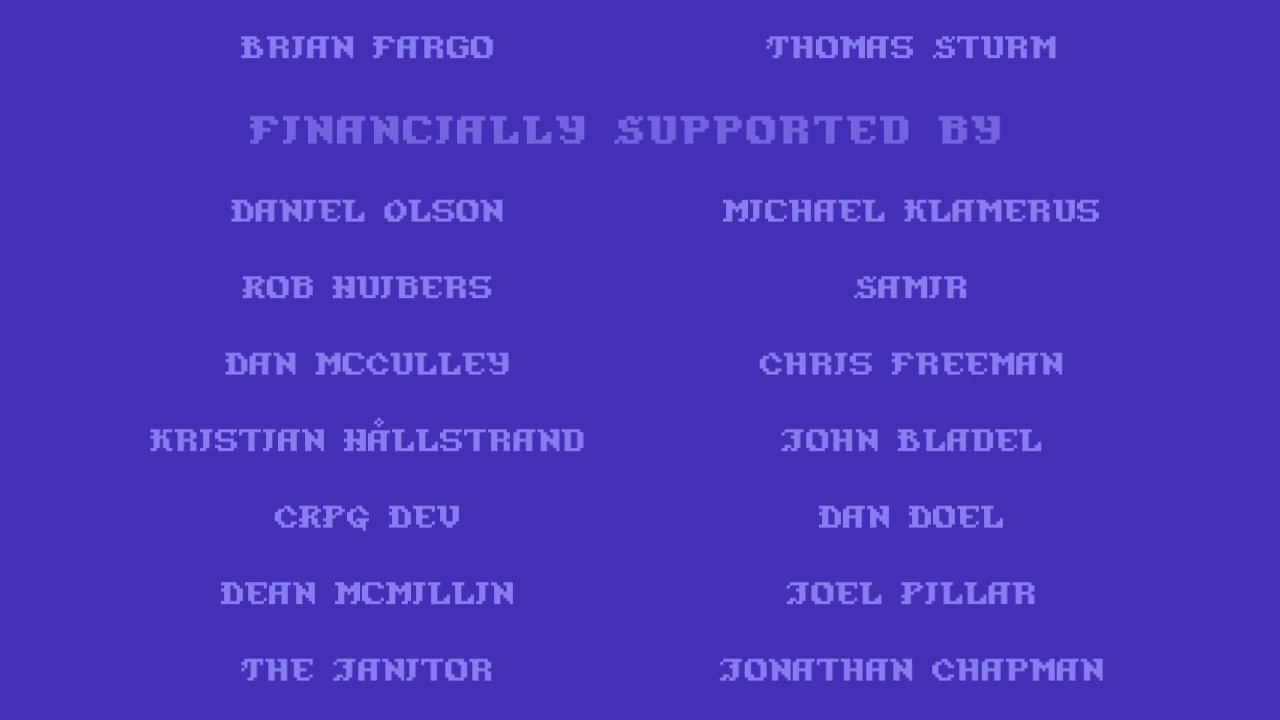 BRIAN FARGO THOMAS STURM
FINANCIALLY SUPPORTED BY
DANIEL OLSON MICHAEL KLAMERUS
ROB HUIBERS SAMIR
DAN MCCULLEY CHRIS FREEMAN
KRISTIAN HÅLLSTRAND JOHN BLADEL
CRPG DEV DAN DOEL
DEAN MCMILLIN JOEL PILLAR
THE JANITOR JONATHAN CHAPMAN